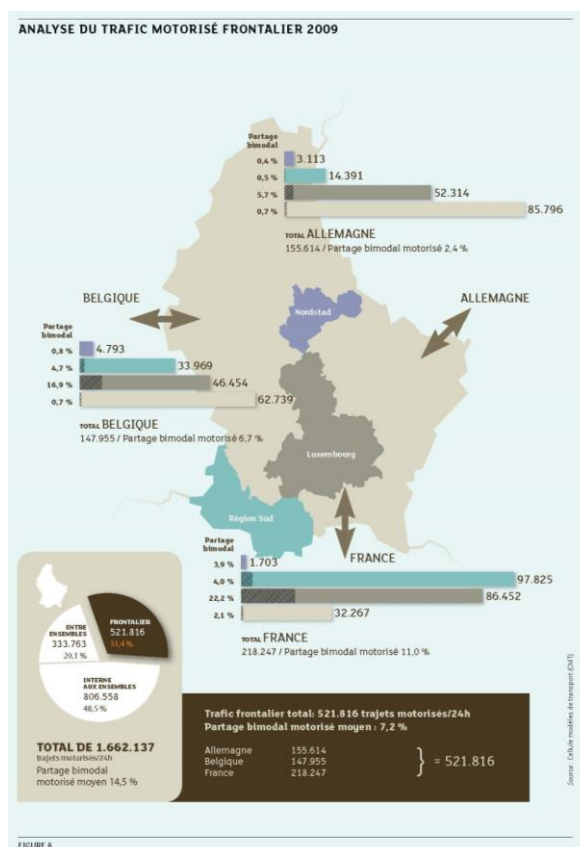 ANALYSE DU TRAFIC MOTORISÉ FRONTALIER 2009
Partage
bimodal
0,4 % 3.113
0,5 % 14.391
5,7 % 52.314
0,7 % 85.796
TOTAL ALLEMAGNE
155.614 / Partage bimodal motorisé 2,4 %
BELGIQUE
ALLEMAGNE
Nordstad
Partage
bimodal
0,8 % 4.793
4,7 % 33.969
16,9 % 46.454
0,7 % 62.739
TOTAL BELGIQUE
147.955 / Partage bimodal motorisé 6,7 %
Luxembourg
Région Sud
FRANCE
Partage
bimodal
3,9 % 1.703
4,0 % 97.825
22,2 % 86.452
2,1 % 32.267
TOTAL FRANCE
218.247 / Partage bimodal motorisé 11,0 %
FRONTALIER
521.816
31,4 %
ENTRE
ENSEMBLES
333.763
20,1 %
INTERNE
AUX ENSEMBLES
806.558
48,5 %
TOTAL DE 1.662.137
trajets motorisés/24h
Partage bimodal
motorisé moyen 14,5 %
Trafic frontalier total: 521.816 trajets motorisés/24h
Partage bimodal motorisé moyen : 7,2 %
Allemagne 155.614
Belgique 147.955
France 218.247
} = 521.816
Source : Cellule modèles de transport (CMT)
FIGURE 8